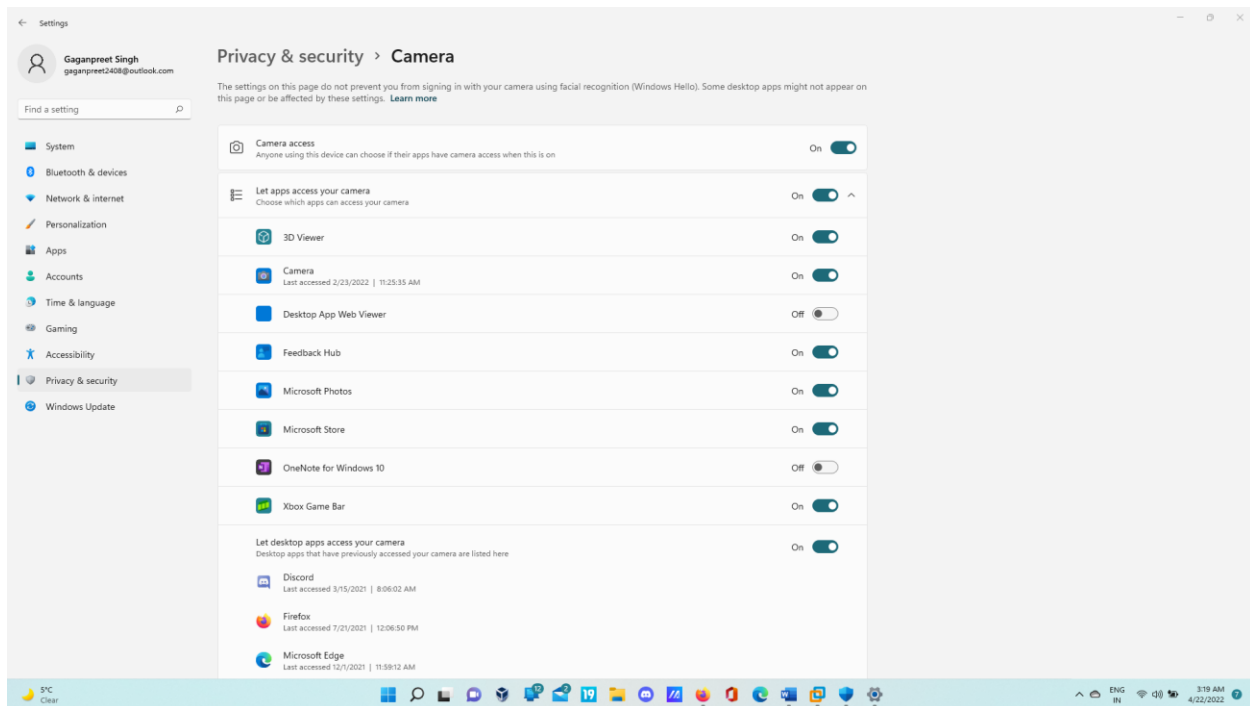 Settings
Gaganpreet Singh
gaganpreet2408@outlook.com
Find a setting
System
Bluetooth & devices
Network & internet
Personalization
Apps
Accounts
Time & language
Gaming
Accessibility
Privacy & security
Windows Update
Privacy & security > Camera
The settings on this page do not prevent you from signing in with your camera using facial recognition (Windows Hello). Some desktop apps might not appear on
this page or be affected by these settings. Learn more
Camera access
Anyone using this device can choose if their apps have camera access when this is on
On
Let apps access your camera
Choose which apps can access your camera
On
3D Viewer
On
Camera
Last accessed 2/23/2022 | 11:25:35 AM
On
Desktop App Web Viewer
Off
Feedback Hub
On
Microsoft Photos
On
Microsoft Store
On
OneNote for Windows 10
Off
Xbox Game Bar
On
Let desktop apps access your camera
Desktop apps that have previously accessed your camera are listed here
On
Discord
Last accessed 3/15/2021 | 8:06:02 AM
Firefox
Last accessed 7/21/2021 | 12:06:50 PM
Microsoft Edge
Last accessed 12/1/2021 | 11:59:12 AM
5°C
Clear
12
2
19
ENG
IN
3:19 AM
4/22/2022
7